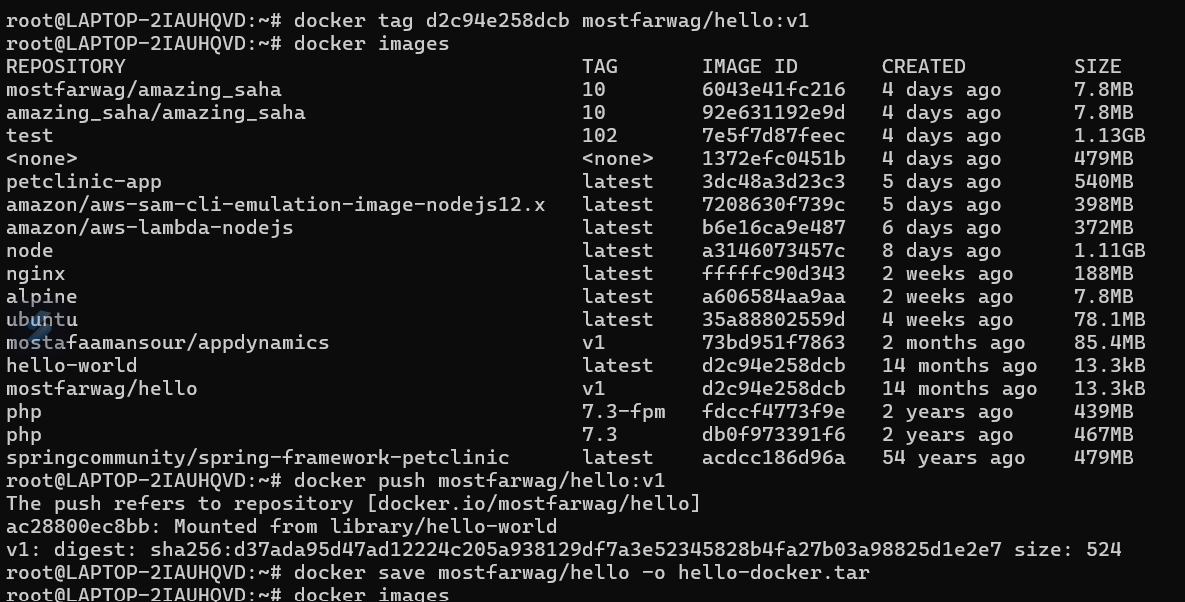 root@LAPTOP-2IAUHQVD:~# docker tag d2c94e258dcb mostfarwag/hello:v1
root@LAPTOP-2IAUHQVD:~# docker images
REPOSITORY TAG IMAGE ID CREATED SIZE
mostfarwag/amazing_saha 10 6043e41fc216 4 days ago 7.8MB
amazing_saha/amazing_saha 10 92e631192e9d 4 days ago 7.8MB
test 102 7e5f7d87feec 4 days ago 1.13GB
<none> <none> 1372efc0451b 4 days ago 479MB
petclinic-app latest 3dc48a3d23c3 5 days ago 540MB
amazon/aws-sam-cli-emulation-image-nodejs12.x latest 7208630f739c 5 days ago 398MB
amazon/aws-lambda-nodejs latest b6e16ca9e487 6 days ago 372MB
node latest a3146073457c 8 days ago 1.11GB
nginx latest fffffc90d343 2 weeks ago 188MB
alpine latest a606584aa9aa 2 weeks ago 7.8MB
ubuntu latest 35a88802559d 4 weeks ago 78.1MB
mostafaamansour/appdynamics v1 73bd951f7863 2 months ago 85.4MB
hello-world latest d2c94e258dcb 14 months ago 13.3kB
mostfarwag/hello v1 d2c94e258dcb 14 months ago 13.3kB
php 7.3-fpm fdccf4773f9e 2 years ago 439MB
php 7.3 db0f973391f6 2 years ago 467MB
springcommunity/spring-framework-petclinic latest acdcc186d96a 54 years ago 479MB
root@LAPTOP-2IAUHQVD:~# docker push mostfarwag/hello:v1
The push refers to repository [docker.io/mostfarwag/hello]
ac28800ec8bb: Mounted from library/hello-world
v1: digest: sha256:d37ada95d47ad12224c205a938129df7a3e52345828b4fa27b03a98825d1e2e7 size: 524
root@LAPTOP-2IAUHQVD:~# docker save mostfarwag/hello -o hello-docker.tar
root@LAPTOP-2IAUHQVD:~# docker images